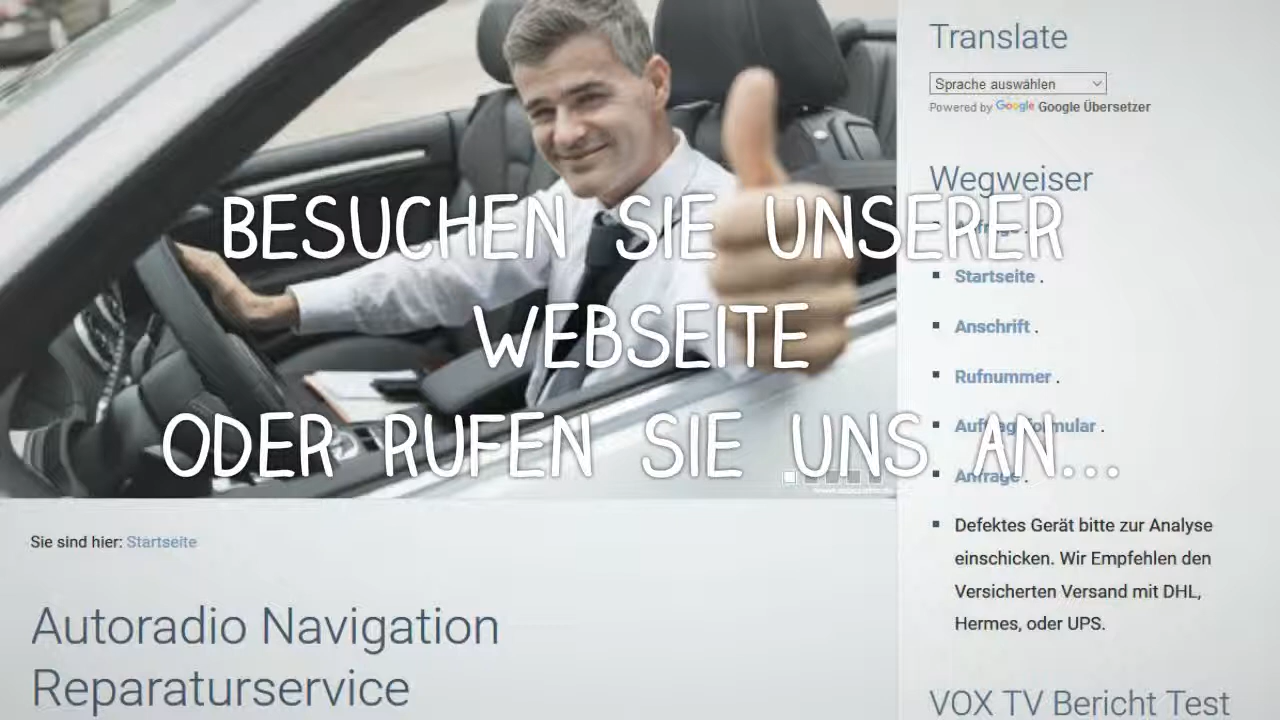 BESUCHEN SIE UNSERER
WEBSEITE
ODER RUFEN SIE UNS AN...
Sie sind hier: Startseite
Autoradio Navigation
Reparaturservice
Translate
Sprache auswählen
Powered by Google Google Übersetzer
Wegweiser
Startseite .
Anschrift .
Rufnummer .
Anfrage .
Defektes Gerät bitte zur Analyse
einschicken. Wir Empfehlen den
Versicherten Versand mit DHL,
Hermes, oder UPS.
VOX TV Bericht Test